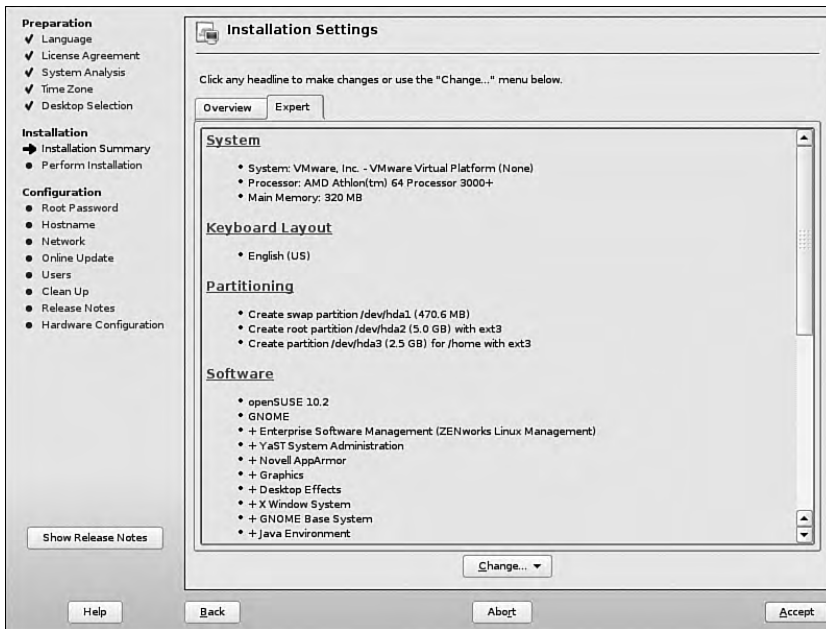 Preparation
Language
License Agreement
System Analysis
Time Zone
Desktop Selection
Installation
Installation Summary
Perform Installation
Configuration
Root Password
Hostname
Network
Online Update
Users
Clean Up
Release Notes
Hardware Configuration
Show Release Notes
Help
Installation Settings
Click any headline to make changes or use the "Change..." menu below.
Overview
Expert
System
• System: VMware, Inc. - VMware Virtual Platform (None)
• Processor: AMD Athlon(tm) 64 Processor 3000+
• Main Memory: 320 MB
Keyboard Layout
• English (US)
Partitioning
• Create swap partition /dev/hda1 (470.6 MB)
• Create root partition /dev/hda2 (5.0 GB) with ext3
• Create partition /dev/hda3 (2.5 GB) for /home with ext3
Software
• openSUSE 10.2
• GNOME
• + Enterprise Software Management (ZENworks Linux Management)
• + YaST System Administration
• + Novell AppArmor
• + Graphics
• + Desktop Effects
• + X Window System
• + GNOME Base System
• + Java Environment
Change...
Back
Abort
Accept